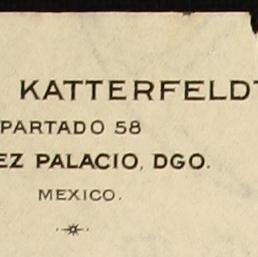 KATTERFELDT
PARTADO 58
EZ PALACIO, DGO.
MEXICO.